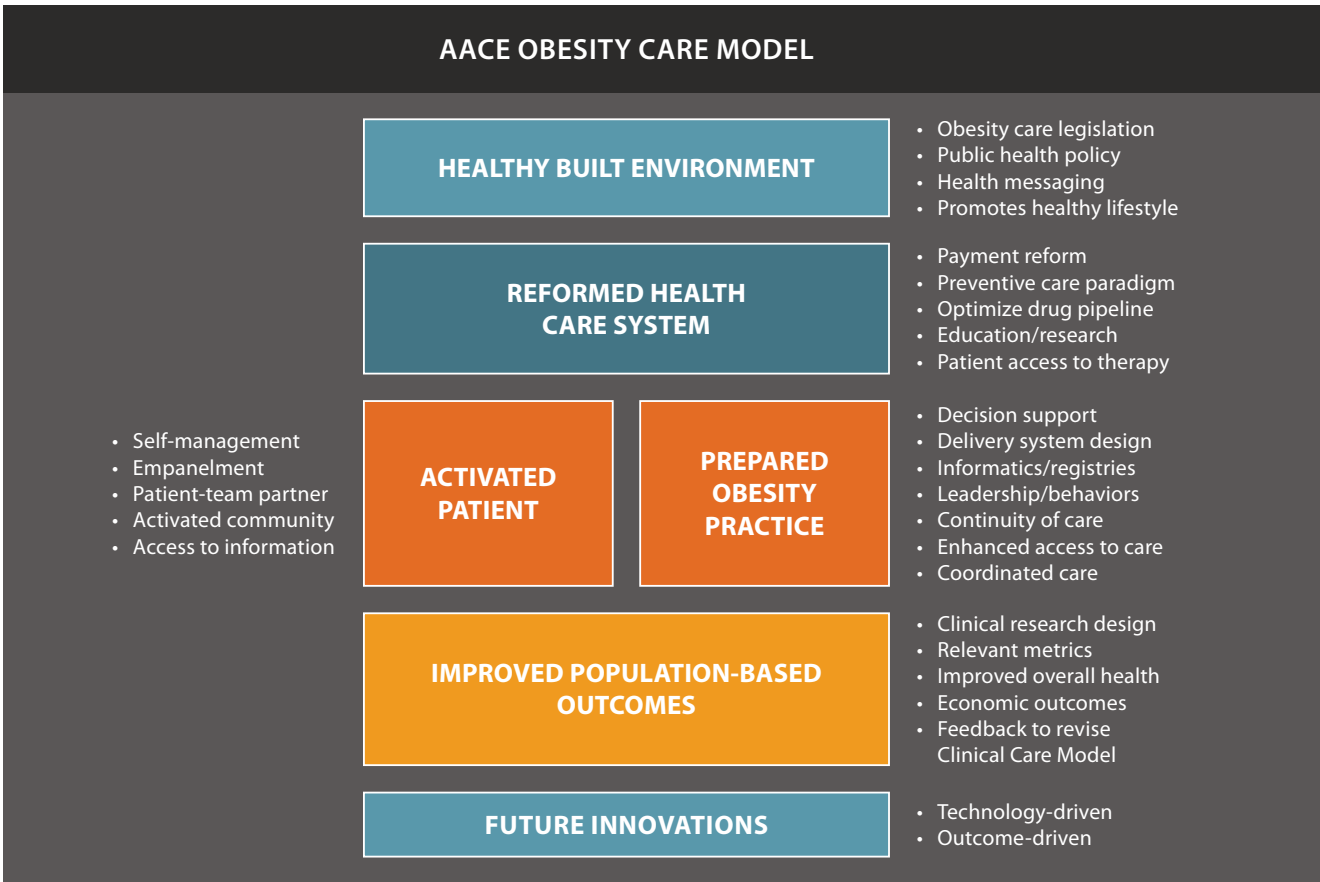 AACE OBESITY CARE MODEL
HEALTHY BUILT ENVIRONMENT
• Obesity care legislation
• Public health policy
• Health messaging
• Promotes healthy lifestyle
REFORMED HEALTH
CARE SYSTEM
• Payment reform
• Preventive care paradigm
• Optimize drug pipeline
• Education/research
• Patient access to therapy
• Self-management
• Empanelment
• Patient-team partner
• Activated community
• Access to information
ACTIVATED
PATIENT
PREPARED
OBESITY
PRACTICE
• Decision support
• Delivery system design
• Informatics/registries
• Leadership/behaviors
• Continuity of care
• Enhanced access to care
• Coordinated care
IMPROVED POPULATION-BASED
OUTCOMES
• Clinical research design
• Relevant metrics
• Improved overall health
• Economic outcomes
• Feedback to revise
Clinical Care Model
FUTURE INNOVATIONS
• Technology-driven
• Outcome-driven